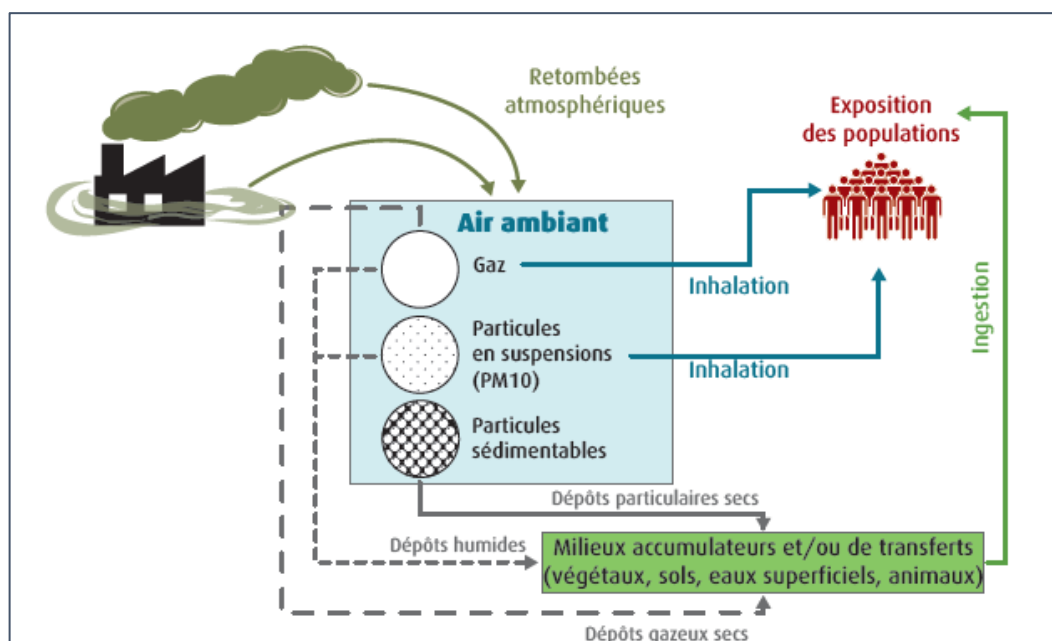 Retombées
atmosphériques
Exposition
des populations
Air ambiant
Gaz
Inhalation
Particules
en suspensions
(PM10)
Inhalation
Ingestion
Particules
sédimentables
Dépôts particulaires secs
Dépôts humides
Milieux accumulateurs et/ou de transferts
(végétaux, sols, eaux superficiels, animaux)
Dépôts gazeux secs